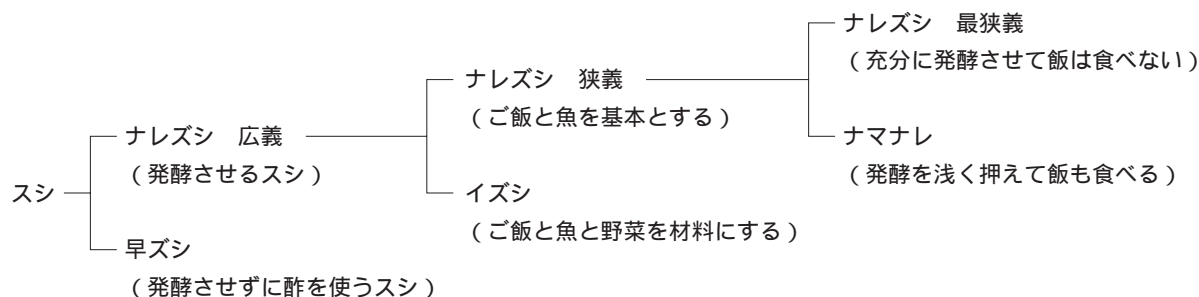 スシ
ナレズシ　広義
（発酵させるスシ）
早ズシ
（発酵させずに酢を使うスシ）
ナレズシ　狭義
（ご飯と魚を基本とする）
イズシ
（ご飯と魚と野菜を材料にする）
ナレズシ　最狭義
（充分に発酵させて飯は食べない）
ナマナレ
（発酵を浅く押えて飯も食べる）